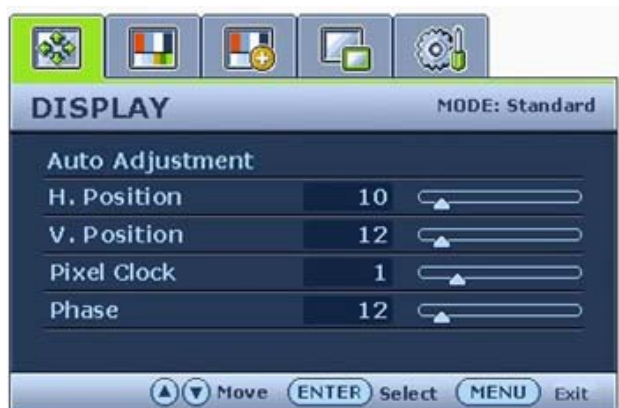 DISPLAY MODE: Standard
Auto Adjustment
H. Position 10
V. Position 12
Pixel Clock 1
Phase 12
Move ENTER Select MENU Exit